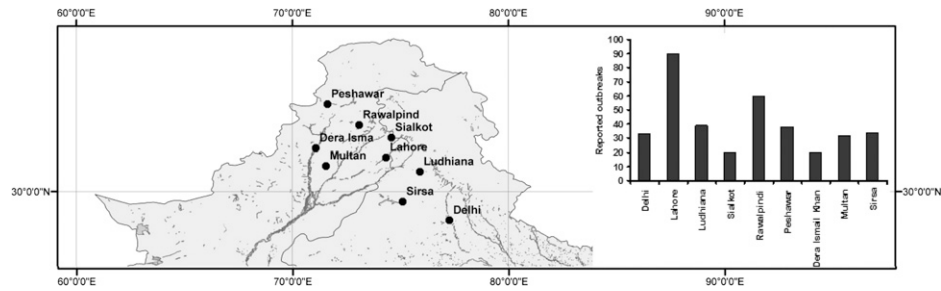 60°0'0"E
70°0'0"E
80°0'0"E
90°0'0"E
Peshawar
Rawalpind
Sialkot
Dera Isma
Lahore
Multan
Ludhiana
Sirsa
Delhi
30°0'0"N
Reported outbreaks
100
90
80
70
60
50
40
30
20
10
0
Delhi
Lahore
Ludhiana
Sialkot
Rawalpindi
Peshawar
Dera Ismail Khan
Multan
Sirsa
30°0'0"N
60°0'0"E
70°0'0"E
80°0'0"E
90°0'0"E